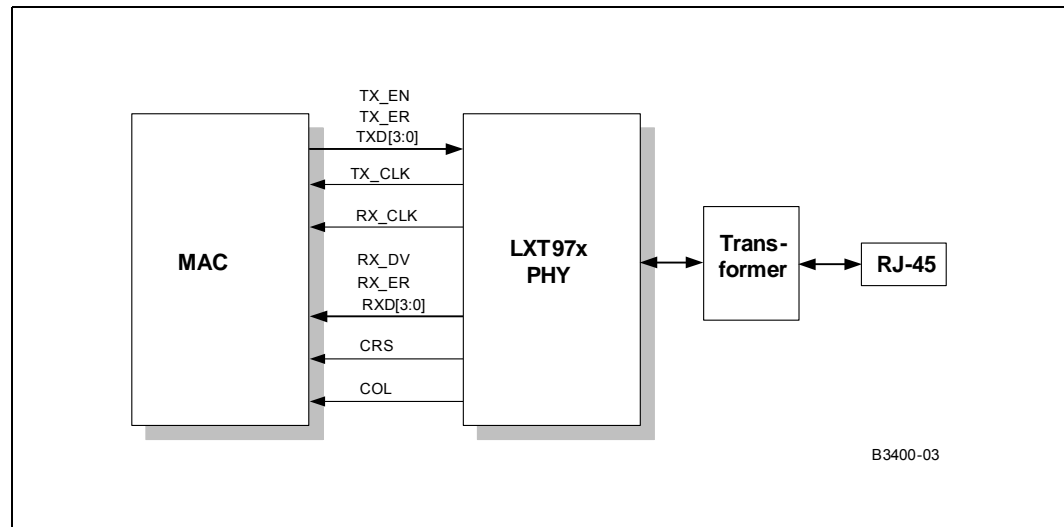 TX_EN
TX_ER
TXD[3:0]
TX_CLK
RX_CLK
MAC
RX_DV
RX_ER
RXD[3:0]
CRS
COL
LXT97x
PHY
Trans-
former
RJ-45
B3400-03